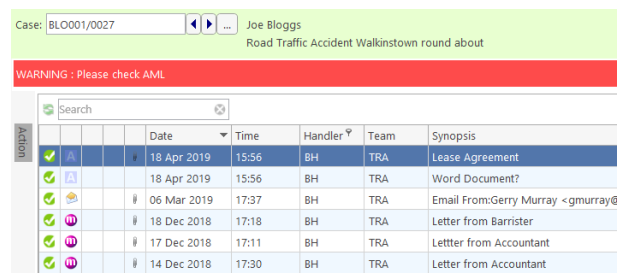 Case: BLO001/0027 ... Joe Bloggs
Road Traffic Accident Walkinstown round about
WARNING : Please check AML
Search
Action
Date Time Handler Team Synopsis
A 18 Apr 2019 15:56 BH TRA Lease Agreement
A 18 Apr 2019 15:56 BH TRA Word Document?
06 Mar 2019 17:37 BH TRA Email From:Gerry Murray <gmurray@
m 18 Dec 2018 17:18 BH TRA Letter from Barrister
m 17 Dec 2018 17:11 BH TRA Lettter from Accountant
m 14 Dec 2018 17:30 BH TRA Letter from Accountant